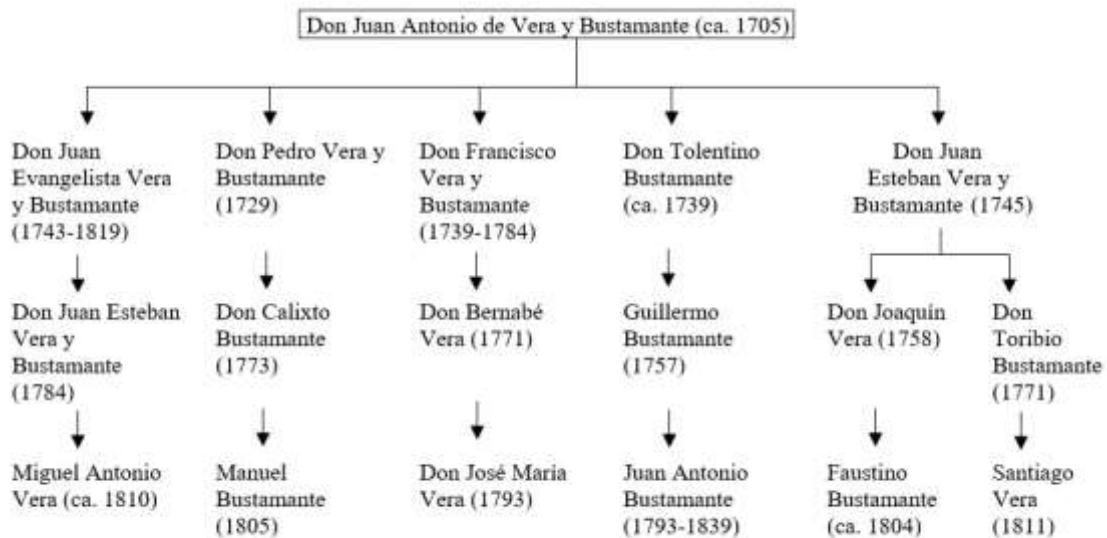 Don Juan Antonio de Vera y Bustamante (ca. 1705)
Don Juan
Evangelista Vera
y Bustamante
(1743-1819)
Don Pedro Vera y
Bustamante
(1729)
Don Francisco
Vera y
Bustamante
(1739-1784)
Don Tolentino
Bustamante
(ca. 1739)
Don Juan
Esteban Vera y
Bustamante (1745)
Don Juan Esteban
Vera y
Bustamante
(1784)
Don Calixto
Bustamante
(1773)
Don Bernabé
Vera (1771)
Guillermo
Bustamante
(1757)
Don Joaquín
Vera (1758)
Don
Toribio
Bustamante
(1771)
Miguel Antonio
Vera (ca. 1810)
Manuel
Bustamante
(1805)
Don José Maria
Vera (1793)
Juan Antonio
Bustamante
(1793-1839)
Faustino
Bustamante
(ca. 1804)
Santiago
Vera
(1811)